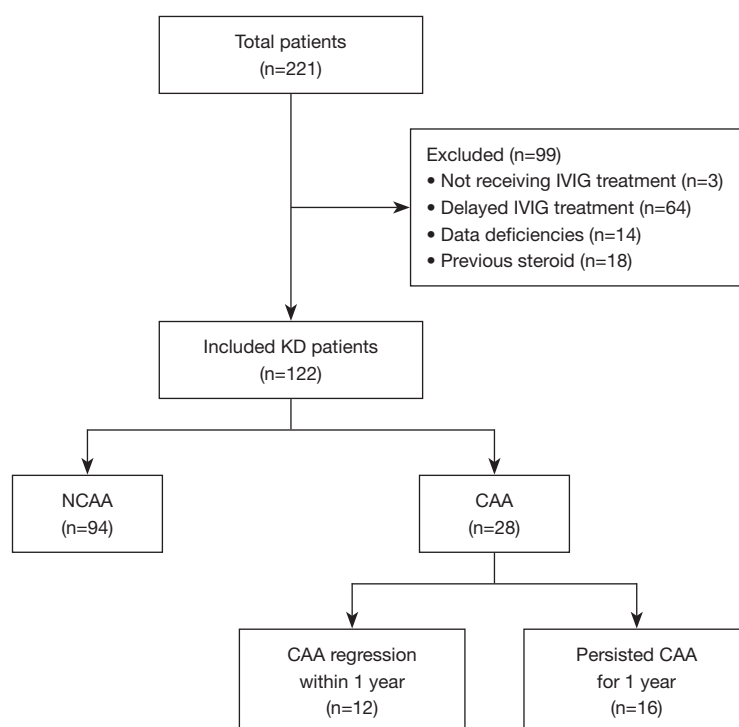 Total patients
(n=221)
Excluded (n=99)
• Not receiving IVIG treatment (n=3)
• Delayed IVIG treatment (n=64)
• Data deficiencies (n=14)
• Previous steroid (n=18)
Included KD patients
(n=122)
NCAA
(n=94)
CAA
(n=28)
CAA regression
within 1 year
(n=12)
Persisted CAA
for 1 year
(n=16)